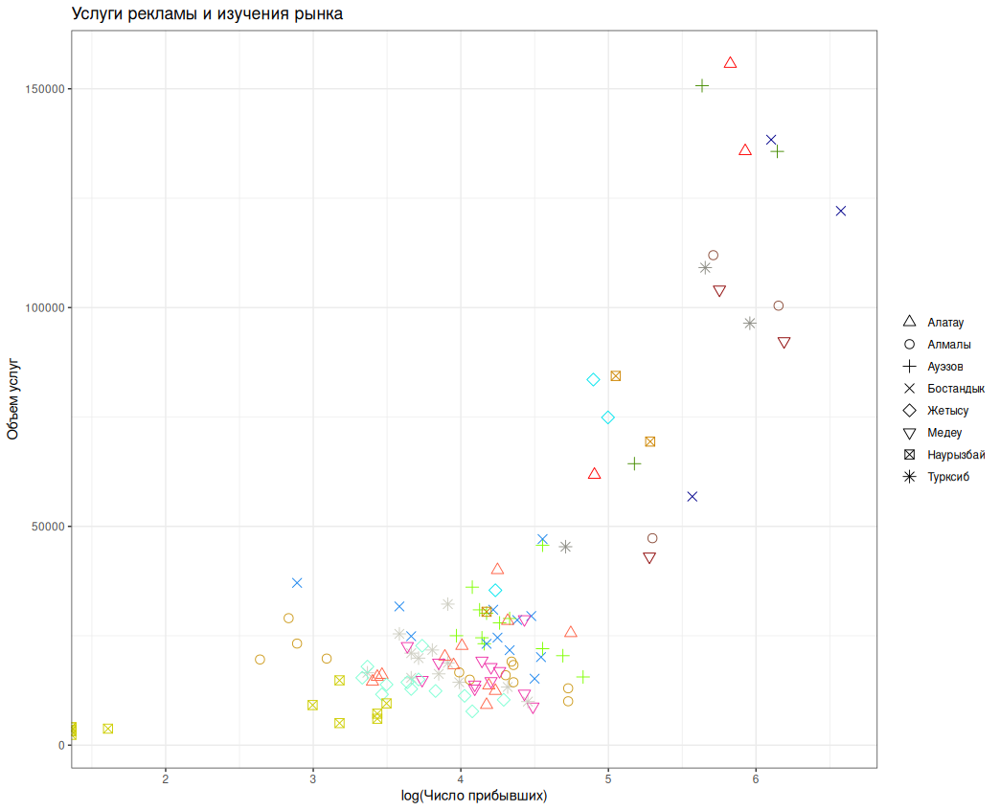 Услуги рекламы и изучения рынка
Объем услуг
150000
100000
50000
0
2 3 4 5 6
log(Число прибывших)
Алатау
Алмалы
Ауэзов
Бостандык
Жетысу
Медеу
Наурызбай
Турксиб